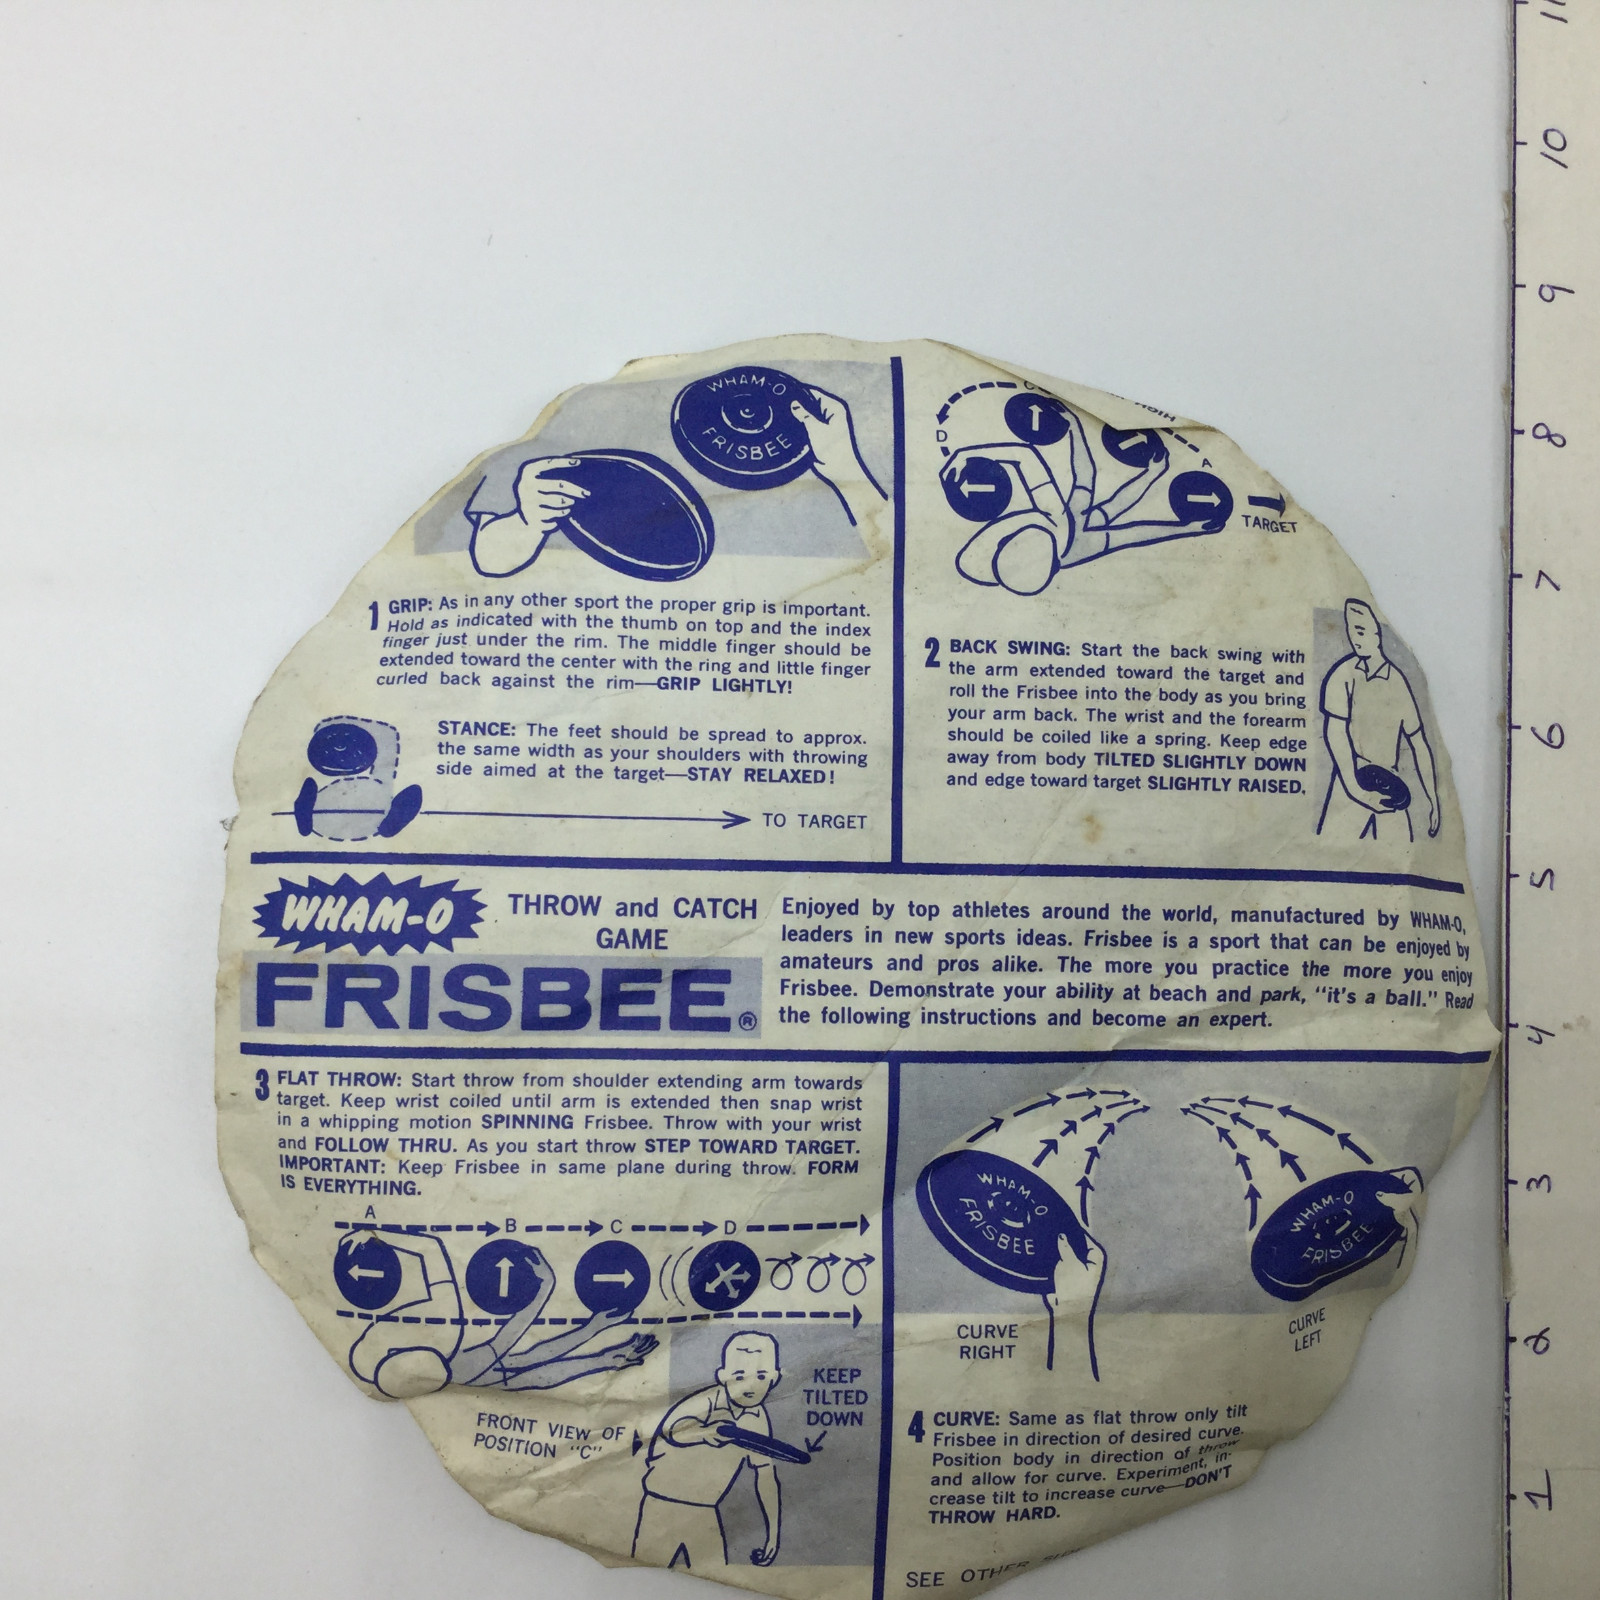 WHAM-O
FRISBEE
1 GRIP: As in any other sport the proper grip is important.
Hold as indicated with the thumb on top and the index
finger just under the rim. The middle finger should be
extended toward the center with the ring and little finger
curled back against the rim—GRIP LIGHTLY!
STANCE: The feet should be spread to approx.
the same width as your shoulders with throwing
side aimed at the target—STAY RELAXED!
TO TARGET
C
D
A
TARGET
2 BACK SWING: Start the back swing with
the arm extended toward the target and
roll the Frisbee into the body as you bring
your arm back. The wrist and the forearm
should be coiled like a spring. Keep edge
away from body TILTED SLIGHTLY DOWN
and edge toward target SLIGHTLY RAISED.
WHAM-O
THROW and CATCH
GAME
FRISBEE®
Enjoyed by top athletes around the world, manufactured by WHAM-O,
leaders in new sports ideas. Frisbee is a sport that can be enjoyed by
amateurs and pros alike. The more you practice the more you enjoy
Frisbee. Demonstrate your ability at beach and park, "it's a ball." Read
the following instructions and become an expert.
3 FLAT THROW: Start throw from shoulder extending arm towards
target. Keep wrist coiled until arm is extended then snap wrist
in a whipping motion SPINNING Frisbee. Throw with your wrist
and FOLLOW THRU. As you start throw STEP TOWARD TARGET.
IMPORTANT: Keep Frisbee in same plane during throw. FORM
IS EVERYTHING.
A B C D
FRONT VIEW OF
POSITION "C"
KEEP
TILTED
DOWN
WHAM-O
FRISBEE
WHAM-O
FRISBEE
CURVE
RIGHT
CURVE
LEFT
4 CURVE: Same as flat throw only tilt
Frisbee in direction of desired curve.
Position body in direction of throw
and allow for curve. Experiment, in-
crease tilt to increase curve—DON'T
THROW HARD.
SEE OTHER SIDE
11
10
9
8
7
6
5
4
3
2
1